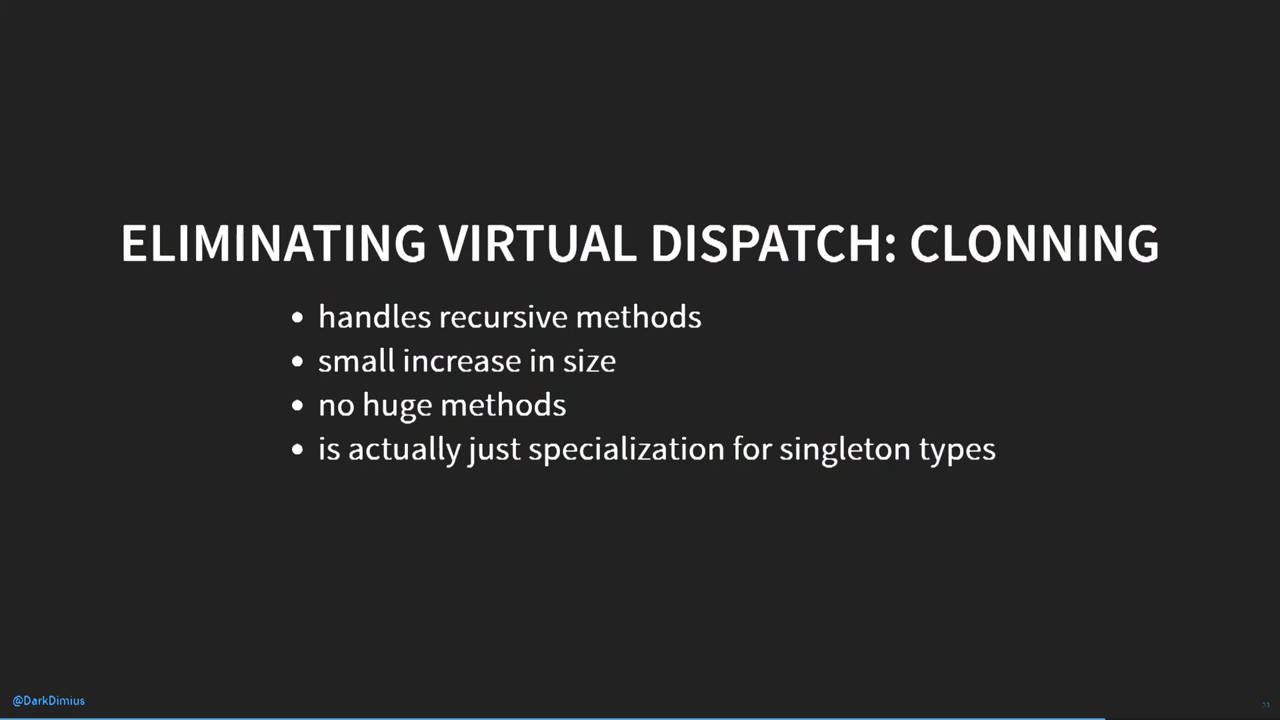 ELIMINATING VIRTUAL DISPATCH: CLONNING
• handles recursive methods
• small increase in size
• no huge methods
• is actually just specialization for singleton types
@DarkDimius